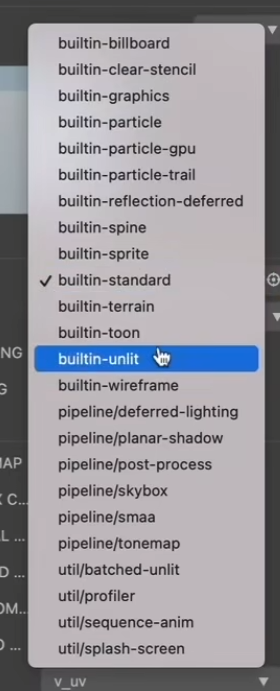 builtin-billboard
builtin-clear-stencil
builtin-graphics
builtin-particle
builtin-particle-gpu
builtin-particle-trail
builtin-reflection-deferred
builtin-spine
builtin-sprite
✓ builtin-standard
builtin-terrain
builtin-toon
NG
builtin-unlit
G
builtin-wireframe
pipeline/deferred-lighting
pipeline/planar-shadow
MAP
pipeline/post-process
X C...
pipeline/skybox
L ...
pipeline/smaa
pipeline/tonemap
D ...
util/batched-unlit
OM...
util/profiler
util/sequence-anim
D ...
util/splash-screen
v_uv